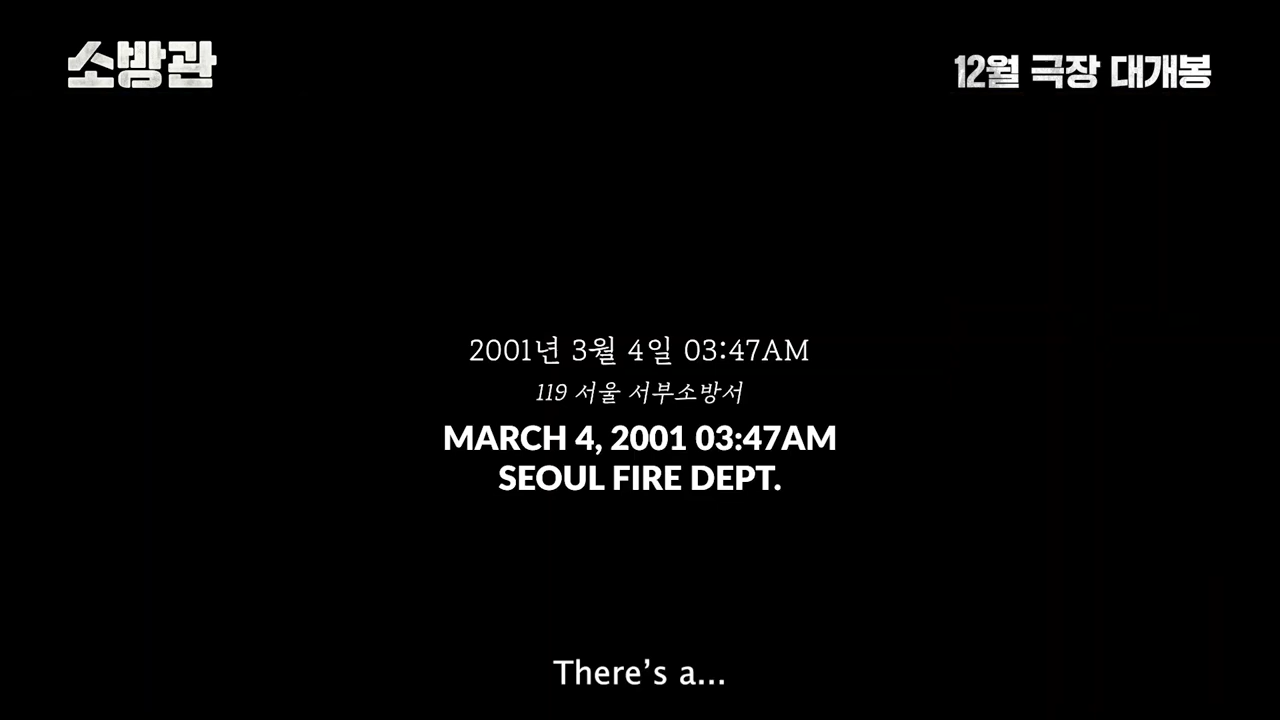 소방관
12월 극장 대개봉
2001년 3월 4일 03:47AM
119 서울 서부소방서
MARCH 4, 2001 03:47AM
SEOUL FIRE DEPT.
There's a...